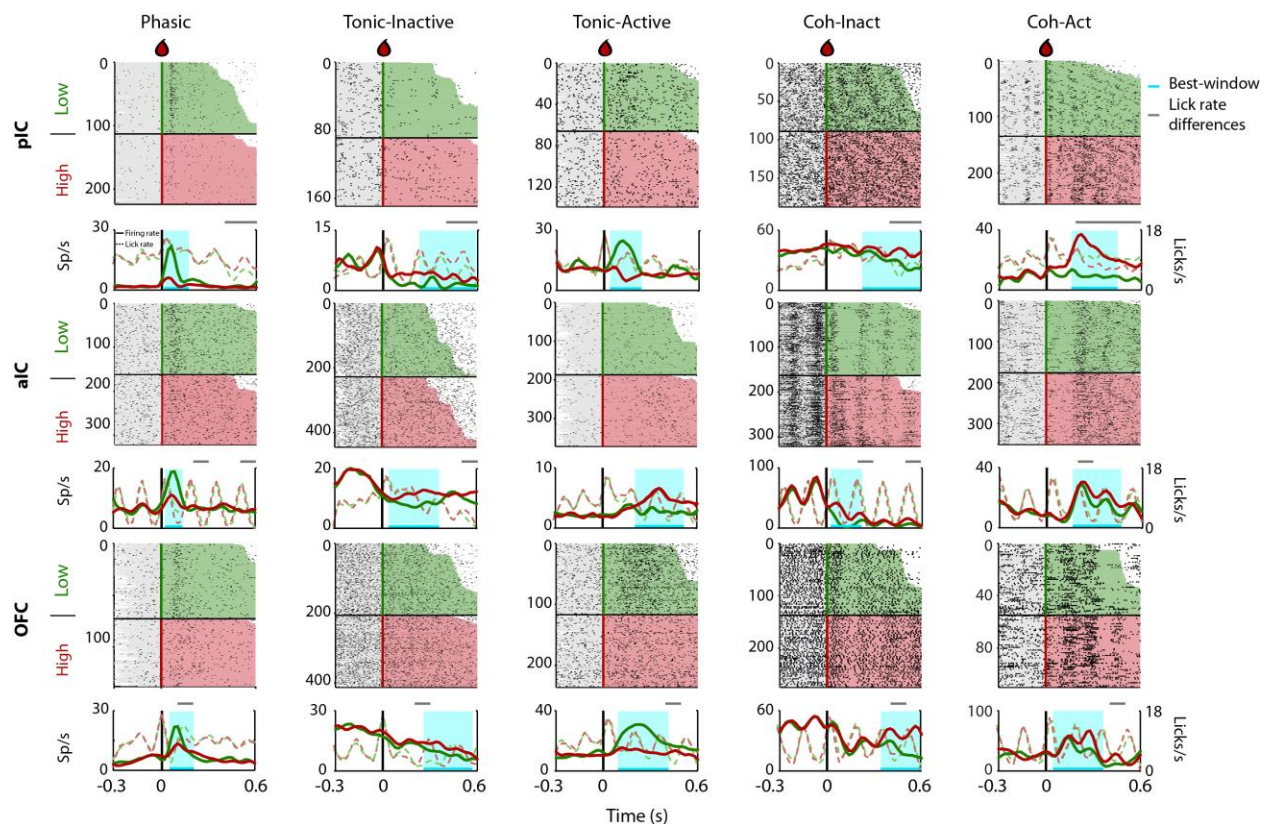 Phasic Tonic-Inactive Tonic-Active Coh-Inact Coh-Act
pIC
Low
High
0 100 200
0 80 160
0 40 80 120
0 50 100 150
0 100 200
Best-window
Lick rate
differences
Sp/s
30 0
Firing rate
Lick rate
15 0
30 0
60 0
40 0
18 0
Licks/s
aIC
Low
High
0 100 200 300
0 200 400
0 100 200 300
0 100 200 300
0 100 200 300
Sp/s
20 0
20 0
10 0
100 0
40 0
18 0
Licks/s
OFC
Low
High
0 100
0 200 400
0 100 200
0 100 200
0 40 80
Sp/s
30 0
30 0
40 0
60 0
100 0
18 0
Licks/s
-0.3 0 0.6 -0.3 0 0.6 -0.3 0 0.6 -0.3 0 0.6 -0.3 0 0.6
Time (s)